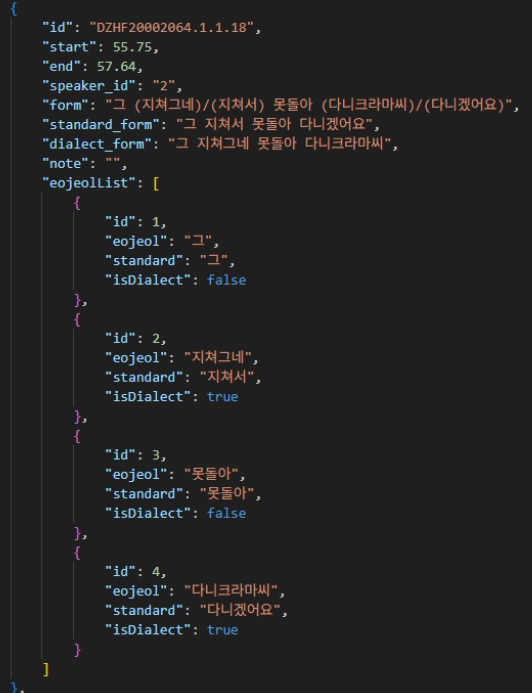 {
"id": "DZHF20002064.1.1.18",
"start": 55.75,
"end": 57.64,
"speaker_id": "2",
"form": "그 (지쳐그네)/(지쳐서) 못돌아 (다니크라마씨)/(다니겠어요)",
"standard_form": "그 지쳐서 못돌아 다니겠어요",
"dialect_form": "그 지쳐그네 못돌아 다니크라마씨",
"note": "",
"eojeolList": [
{
"id": 1,
"eojeol": "그",
"standard": "그",
"isDialect": false
},
{
"id": 2,
"eojeol": "지쳐그네",
"standard": "지쳐서",
"isDialect": true
},
{
"id": 3,
"eojeol": "못돌아",
"standard": "못돌아",
"isDialect": false
},
{
"id": 4,
"eojeol": "다니크라마씨",
"standard": "다니겠어요",
"isDialect": true
}
]
},